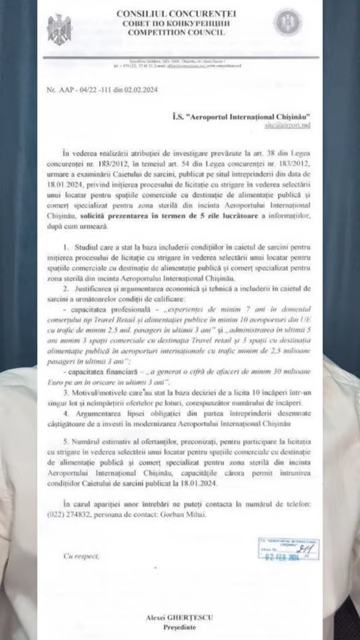 CONSILIUL CONCURENȚEI
СОВЕТ ПО КОНКУРЕНЦИИ
COMPETITION COUNCIL
Nr. AAP - 04/22 -111 din 02.02.2024
Î.S. "Aeroportul Internațional Chișinău"
În vederea realizării atribuției de investigare prevăzute la art. 38 din Legea
concurenței nr. 183/2012, în temeiul art. 54 din Legea concurenței nr. 183/2012,
urmare a examinării Caietului de sarcini, publicat pe situl întreprinderii din data de
18.01.2024, privind inițierea procesului de licitație cu strigare în vederea selectării
unui locatar pentru spațiile comerciale cu destinație de alimentație publică și
comerț specializat pentru zona sterilă din incinta Aeroportului Internațional
Chișinău, solicită prezentarea în termen de 5 zile lucrătoare a informațiilor,
după cum urmează.
1. Studiul care a stat la baza includerii condițiilor în caietul de sarcini pentru
inițierea procesului de licitație cu strigare în vederea selectării unui locatar pentru
spațiile comerciale cu destinație de alimentație publică și comerț specializat pentru
zona sterilă din incinta Aeroportului Internațional Chișinău.
2. Justificarea și argumentarea economică și tehnică a includerii în caietul de
sarcini a următoarelor condiții de calificare:
- capacitatea profesională - „experienței de minim 7 ani în domeniul
comerțului tip Travel Retail și alimentației publice în minim 10 aeroporturi din UE
cu trafic de minim 2.5 mil. pasageri în ultimii 3 ani" și „administrarea în ultimii 5
ani minim 3 spații comerciale cu destinația Travel retail și 3 spații cu destinația
alimentație publică în aeroporturi internaționale cu trafic minim de 2,5 milioane
pasageri în ultimii 3 ani";
- capacitatea financiară – „a generat o cifră de afaceri de minim 30 milioane
Euro pe an în oricare în ultimii 3 ani".
3. Motivul/motivele care au stat la baza deciziei de a licita 10 încăperi într-un
singur lot și neîmpărțirii ofertelor pe loturi, corespunzător numărului de încăperi.
4. Argumentarea lipsei obligației din partea întreprinderii desemnate
câștigătoare de a investi în modernizarea Aeroportului Internațional Chișinău
5. Numărul estimativ al ofertanților, preconizați, pentru participare la licitația
cu strigare în vederea selectării unui locatar pentru spațiile comerciale cu destinație
de alimentație publică și comerț specializat pentru zona sterilă din incinta
Aeroportului Internațional Chișinău, capacitățile cărora permit întrunirea
condițiilor Caietului de sarcini publicat la 18.01.2024.
În cazul apariției unor întrebări ne puteți contacta la numărul de telefon:
(022) 274832, persoana de contact: Gorban Mihai.
Cu respect,
02 FEB 2024
Alexei GHERȚESCU
Președinte